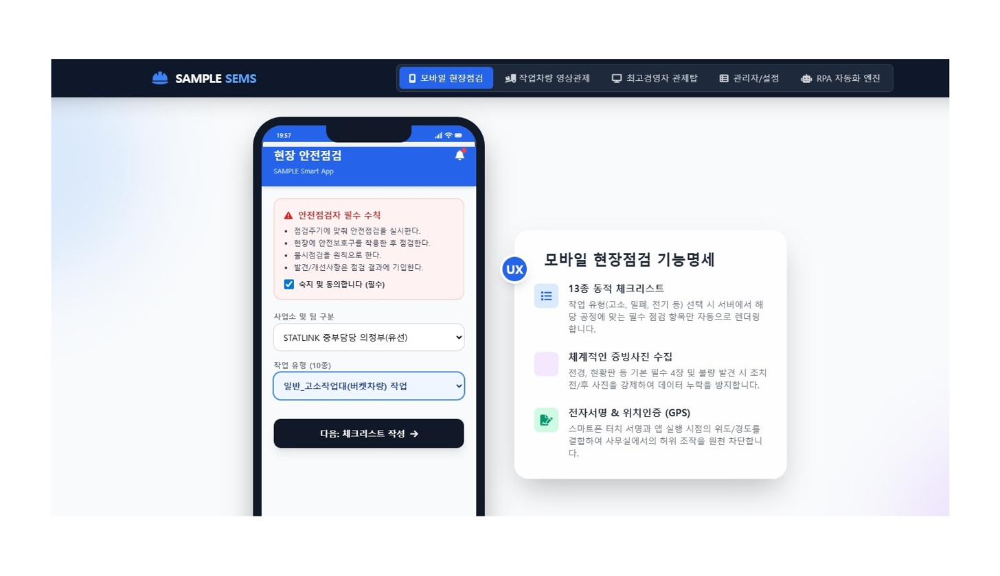 SAMPLE SEMS
모바일 현장점검
작업차량 영상관제
최고경영자 관제탑
관리자/설정
RPA 자동화 엔진
19:57
현장 안전점검
SAMPLE Smart App
안전점검자 필수 수칙
점검주기에 맞춰 안전점검을 실시한다.
현장에 안전보호구를 착용한 후 점검한다.
불시점검을 원칙으로 한다.
발견/개선사항은 점검 결과에 기입한다.
숙지 및 동의합니다 (필수)
사업소 및 팀 구분
STATLINK 중부담당 의정부(유선)
작업 유형 (10종)
일반_고소작업대(버켓차량) 작업
다음: 체크리스트 작성 →
UX
모바일 현장점검 기능명세
13종 동적 체크리스트
작업 유형(고소, 밀폐, 전기 등) 선택 시 서버에서 해
당 공정에 맞는 필수 점검 항목만 자동으로 렌더링
합니다.
체계적인 증빙사진 수집
전경, 현황판 등 기본 필수 4장 및 불량 발견 시 조치
전/후 사진을 강제하여 데이터 누락을 방지합니다.
전자서명 & 위치인증 (GPS)
스마트폰 터치 서명과 앱 실행 시점의 위도/경도를
결합하여 사무실에서의 허위 조작을 원천 차단합니
다.